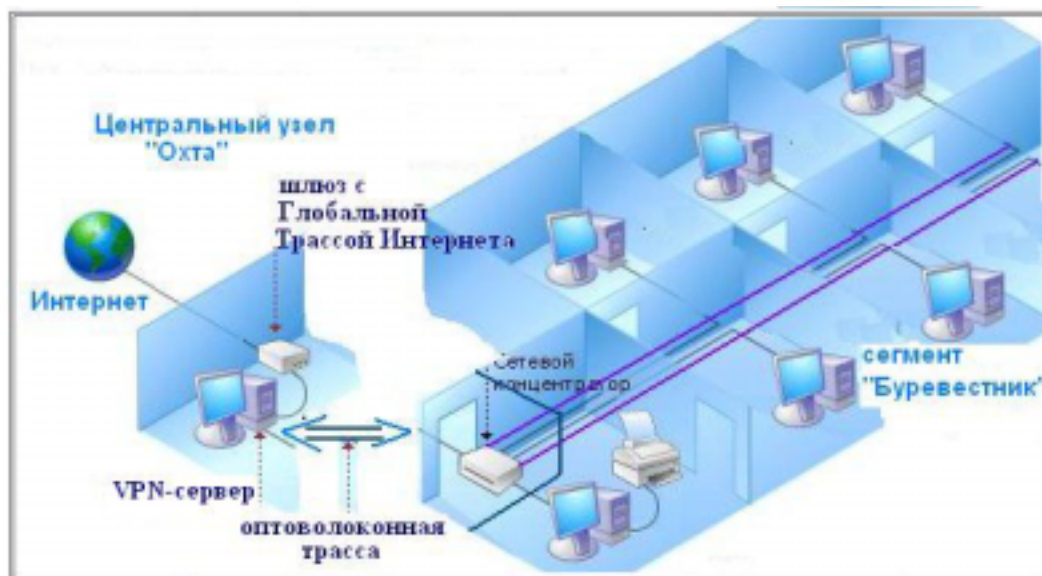 Центральный узел
"Охта"
шлюз с
Глобальной
Трассой Интернета
Интернет
Сетевой
концентратор
сегмент
"Буревестник"
VPN-сервер
оптоволоконная
трасса